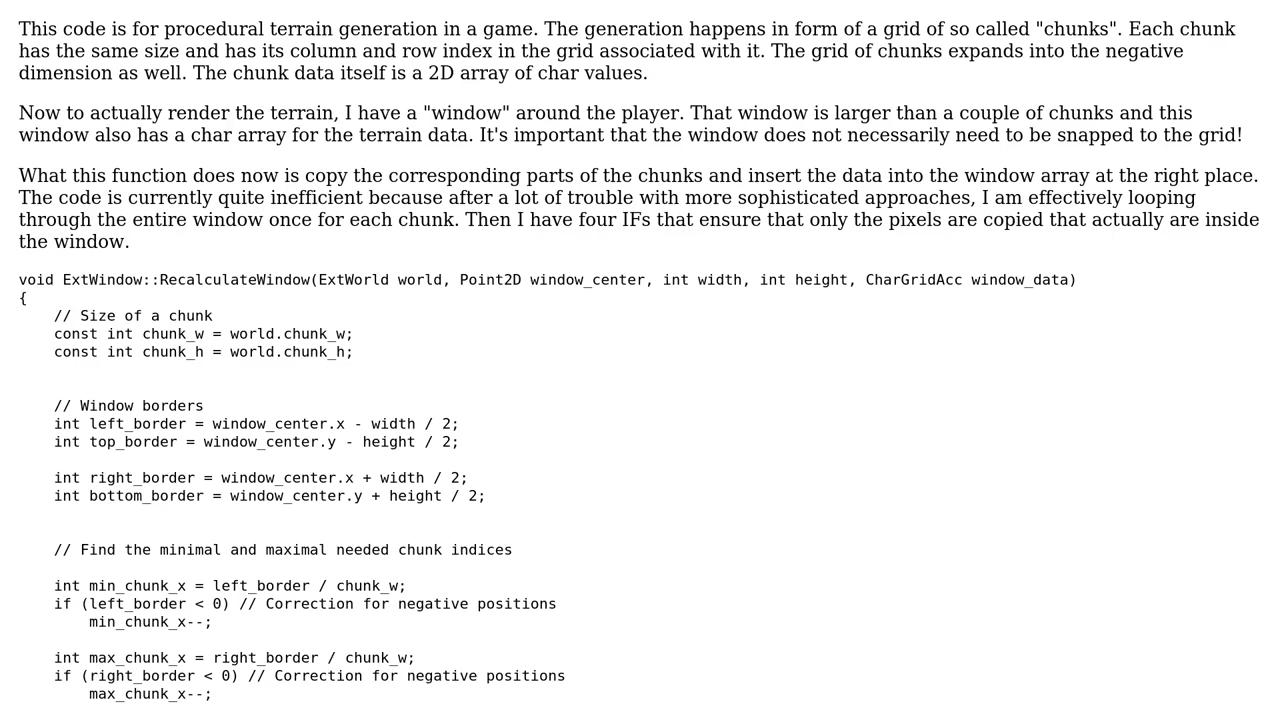 This code is for procedural terrain generation in a game. The generation happens in form of a grid of so called "chunks". Each chunk
has the same size and has its column and row index in the grid associated with it. The grid of chunks expands into the negative
dimension as well. The chunk data itself is a 2D array of char values.
Now to actually render the terrain, I have a "window" around the player. That window is larger than a couple of chunks and this
window also has a char array for the terrain data. It's important that the window does not necessarily need to be snapped to the grid!
What this function does now is copy the corresponding parts of the chunks and insert the data into the window array at the right place.
The code is currently quite inefficient because after a lot of trouble with more sophisticated approaches, I am effectively looping
through the entire window once for each chunk. Then I have four IFs that ensure that only the pixels are copied that actually are inside
the window.
void ExtWindow::RecalculateWindow(ExtWorld world, Point2D window_center, int width, int height, CharGridAcc window_data)
{
    // Size of a chunk
    const int chunk_w = world.chunk_w;
    const int chunk_h = world.chunk_h;
    // Window borders
    int left_border = window_center.x - width / 2;
    int top_border = window_center.y - height / 2;
    int right_border = window_center.x + width / 2;
    int bottom_border = window_center.y + height / 2;
    // Find the minimal and maximal needed chunk indices
    int min_chunk_x = left_border / chunk_w;
    if (left_border < 0) // Correction for negative positions
        min_chunk_x--;
    int max_chunk_x = right_border / chunk_w;
    if (right_border < 0) // Correction for negative positions
        max_chunk_x--;